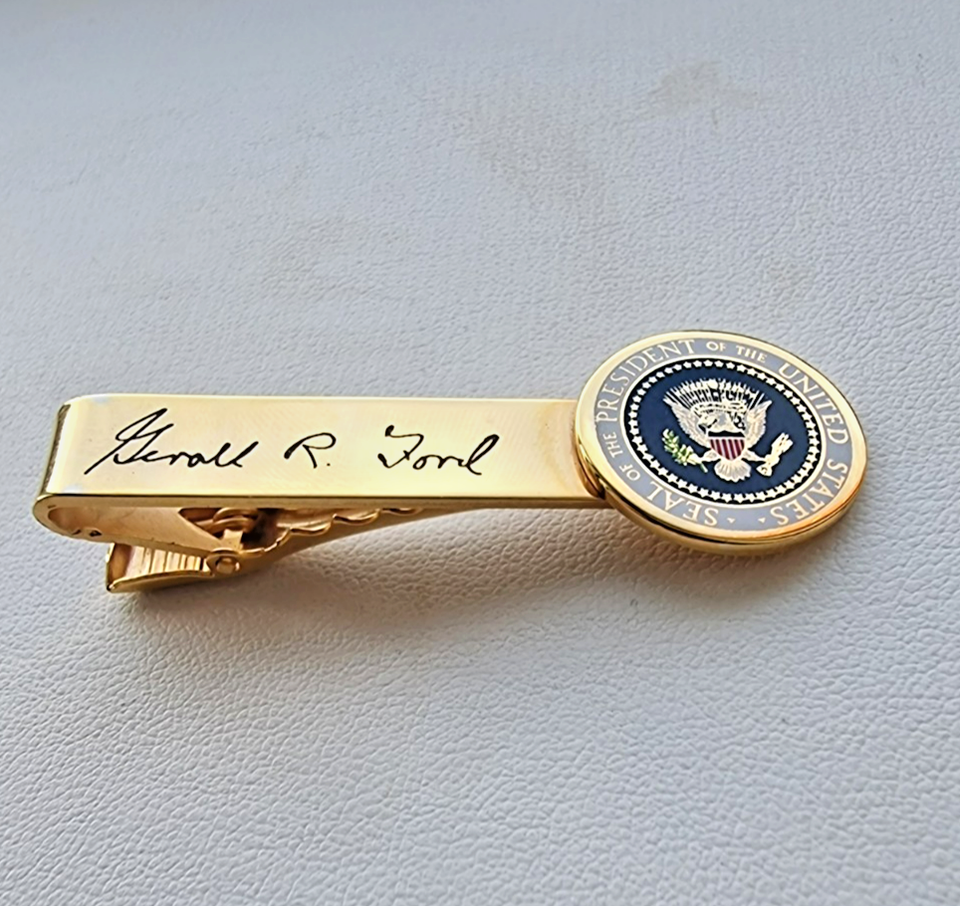 Gerald R. Ford
SEAL OF THE PRESIDENT OF THE UNITED STATES